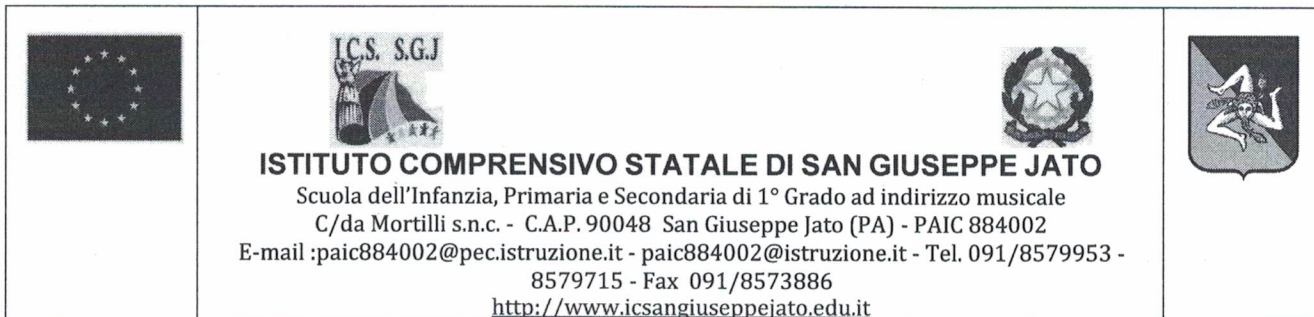 I.C.S. S.G.J
ISTITUTO COMPRENSIVO STATALE DI SAN GIUSEPPE JATO
Scuola dell'Infanzia, Primaria e Secondaria di 1° Grado ad indirizzo musicale
C/da Mortilli s.n.c. - C.A.P. 90048 San Giuseppe Jato (PA) - PAIC 884002
E-mail :paic884002@pec.istruzione.it - paic884002@istruzione.it - Tel. 091/8579953 -
8579715 - Fax 091/8573886
http://www.icsangiuseppejato.edu.it